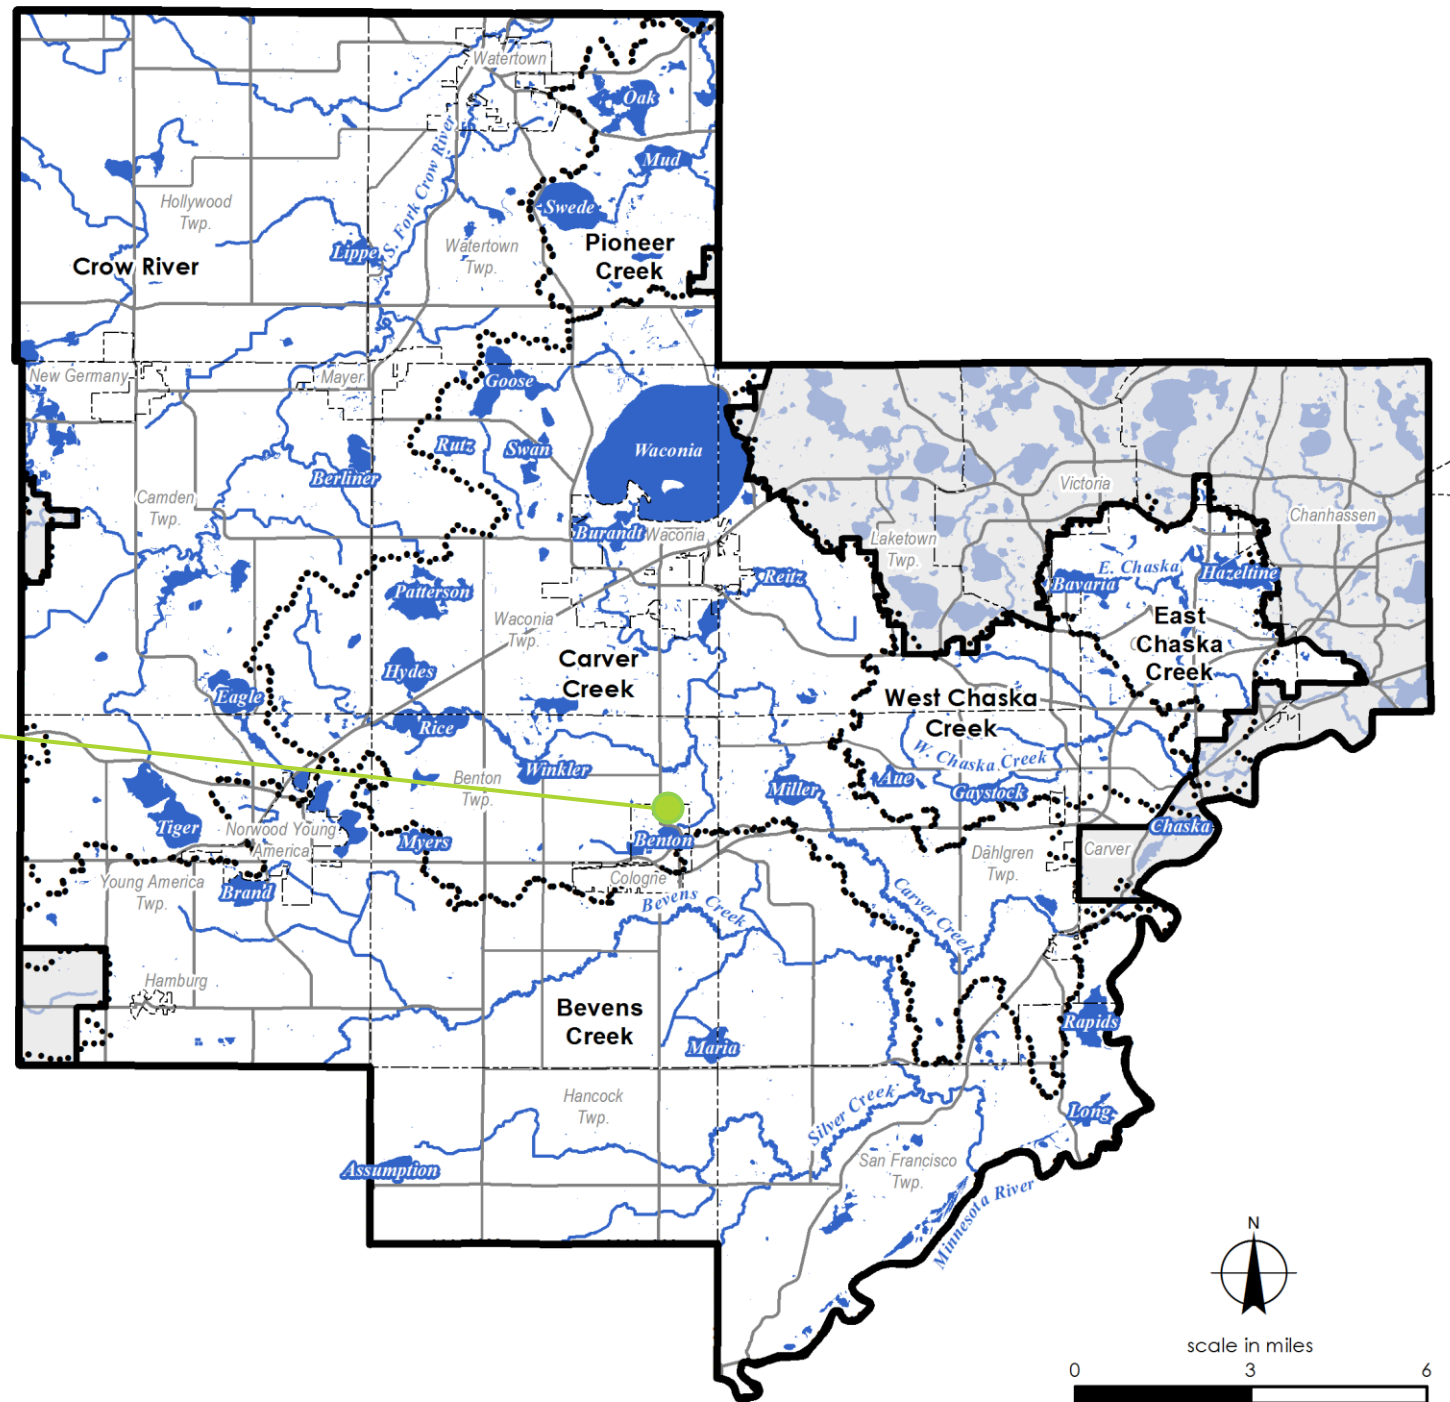 Watertown
Oak
Mud
Hollywood
Twp.
Swede
S. Fork Crow River
Lippe
Watertown
Twp.
Pioneer
Creek
Crow River
New Germany
Mayer
Goose
Rutz
Swan
Waconia
Berliner
Camden
Twp.
Victoria
Chanhassen
Burandt
Waconia
Laketown
Twp.
Reitz
E. Chaska
Bavaria
Hazeltine
Patterson
Waconia
Twp.
East
Chaska
Creek
Carver
Creek
Hydes
Eagle
West Chaska
Creek
Rice
W. Chaska Creek
Winkler
Benton
Twp.
Miller
Aue
Gaystock
Tiger
Norwood Young
America
Myers
Benton
Chaska
Dahlgren
Twp.
Carver
Young America
Twp.
Brand
Cologne
Bevens Creek
Carver Creek
Hamburg
Bevens
Creek
Rapids
Maria
Hancock
Twp.
Silver Creek
Long
Assumption
San Francisco
Twp.
Minnesota River
N
scale in miles
0 3 6